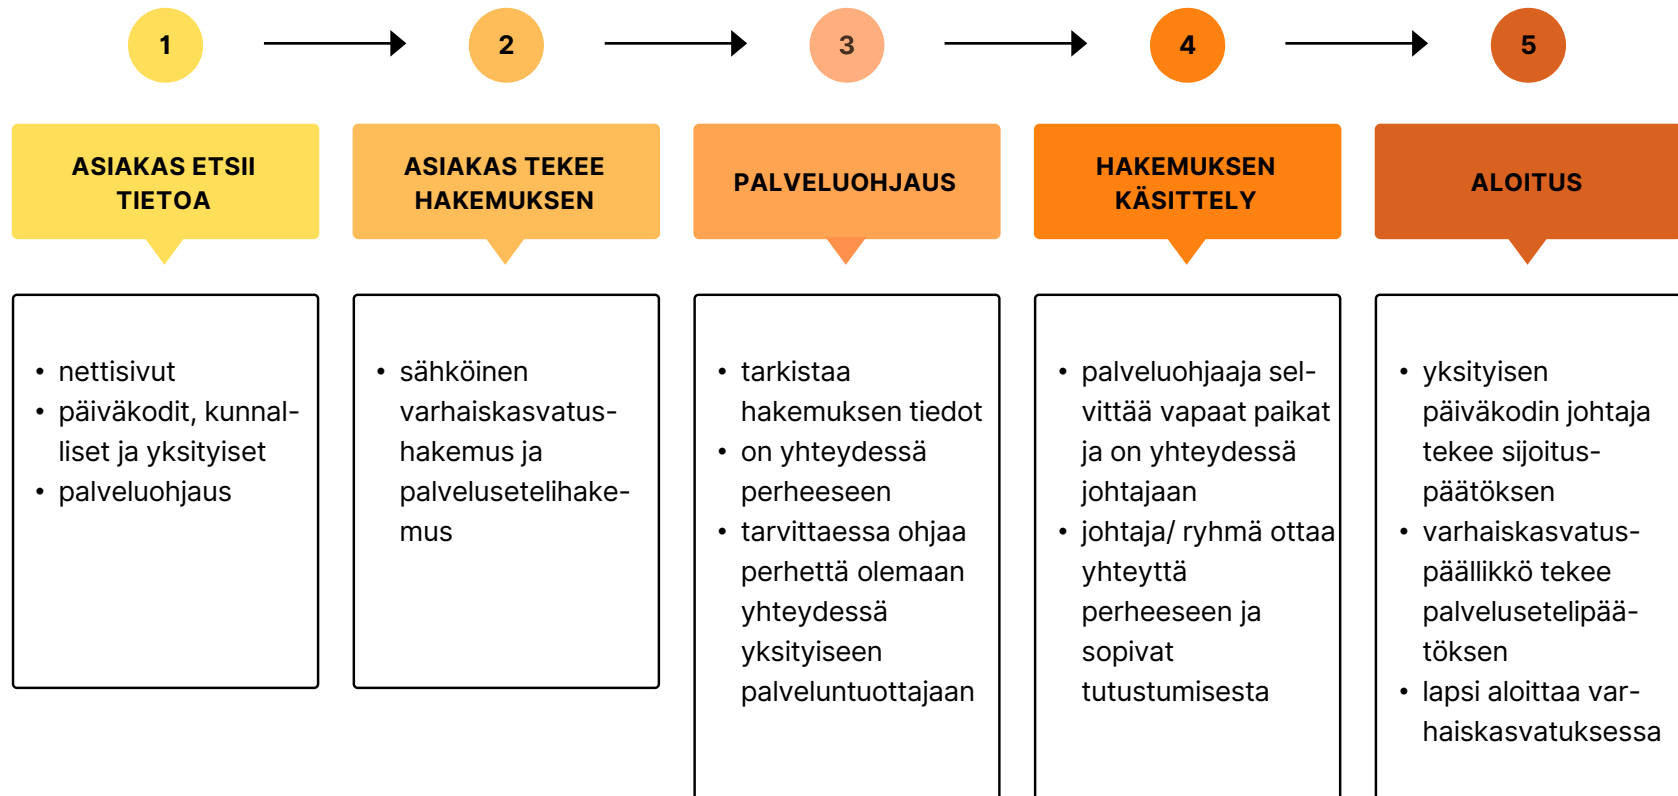 1
2
3
4
5
ASIAKAS ETSII
TIETOA
ASIAKAS TEKEE
HAKEMUKSEN
PALVELUOHJAUS
HAKEMUKSEN
KÄSITTELY
ALOITUS
• nettisivut
• päiväkodit, kunnal-
liset ja yksityiset
• palveluohjaus
• sähköinen
varhaiskasvatus-
hakemus ja
palvelusetelihake-
mus
• tarkistaa
hakemuksen tiedot
• on yhteydessä
perheeseen
• tarvittaessa ohjaa
perhettä olemaan
yhteydessä
yksityiseen
palveluntuottajaan
• palveluohjaaja sel-
vittää vapaat paikat
ja on yhteydessä
johtajaan
• johtaja/ ryhmä ottaa
yhteyttä
perheeseen ja
sopivat
tutustumisesta
• yksityisen
päiväkodin johtaja
tekee sijoitus-
päätöksen
• varhaiskasvatus-
päällikkö tekee
palvelusetelipää-
töksen
• lapsi aloittaa var-
haiskasvatuksessa